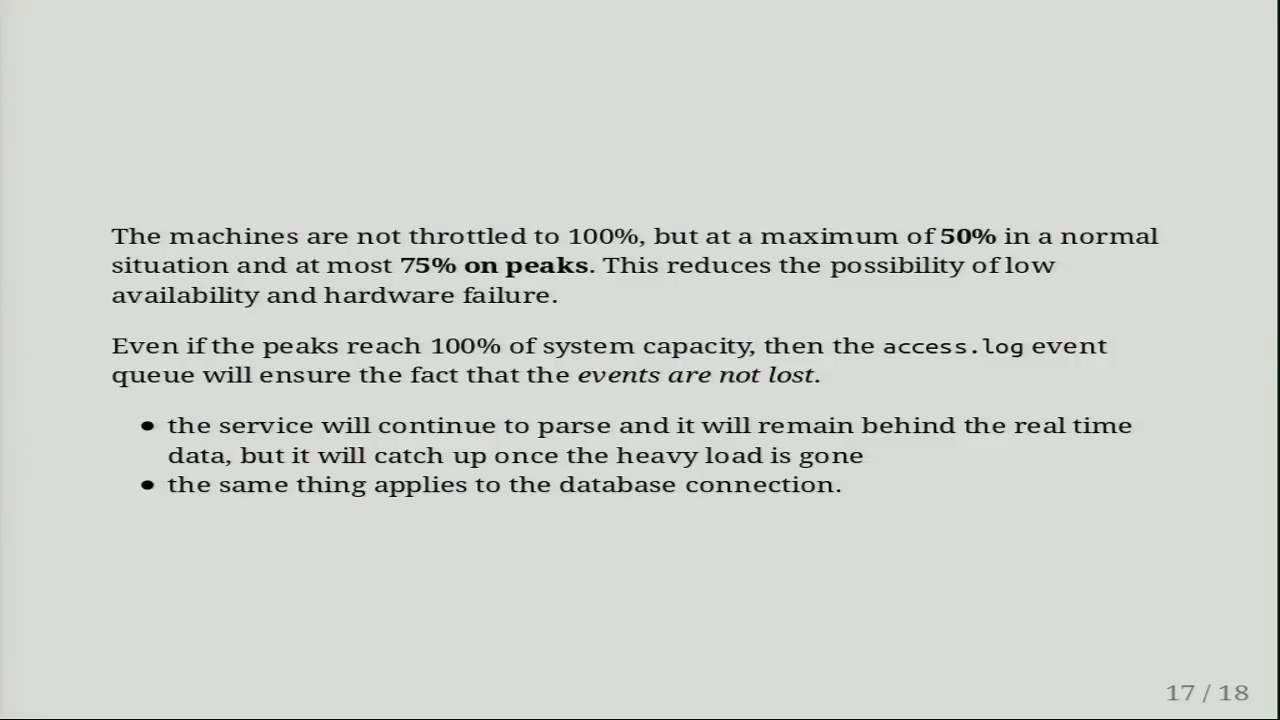 The machines are not throttled to 100%, but at a maximum of 50% in a normal
situation and at most 75% on peaks. This reduces the possibility of low
availability and hardware failure.
Even if the peaks reach 100% of system capacity, then the access.log event
queue will ensure the fact that the events are not lost.
● the service will continue to parse and it will remain behind the real time
data, but it will catch up once the heavy load is gone
● the same thing applies to the database connection.
17 / 18